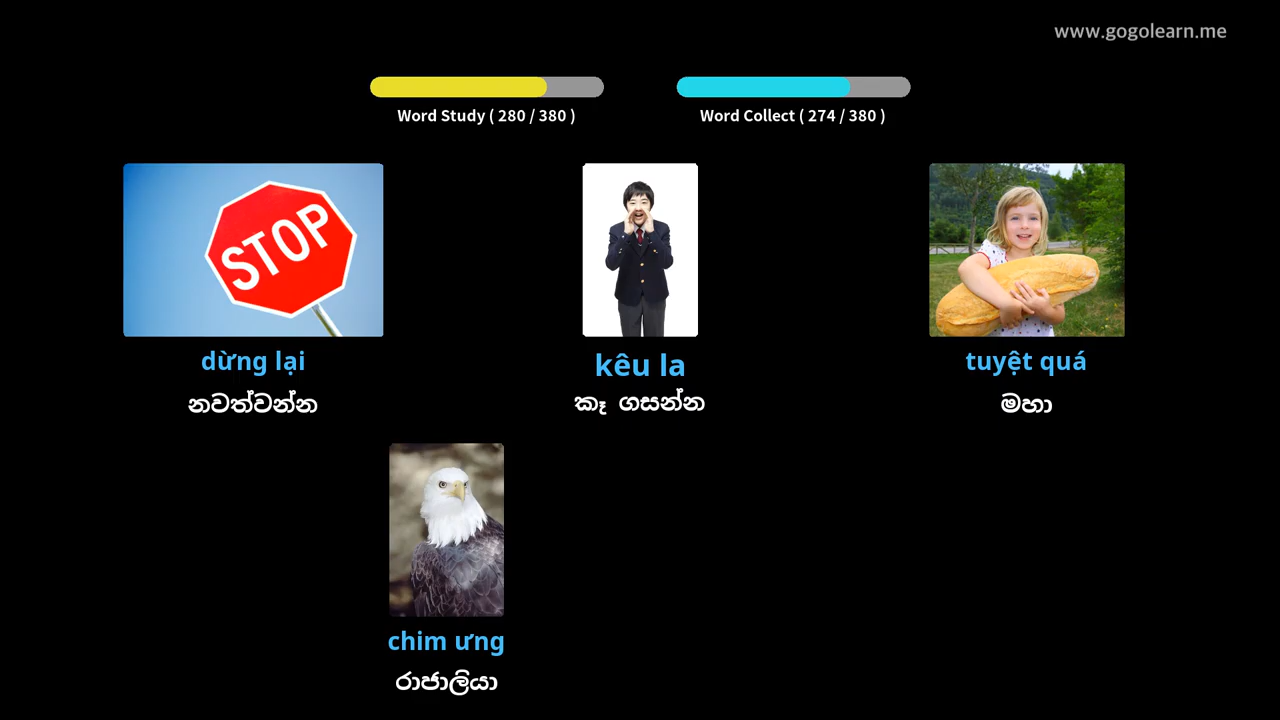 www.gogolearn.me
Word Study ( 280 / 380 )
Word Collect ( 274 / 380 )
STOP
dừng lại
නවත්වන්න
kêu la
කෑ ගසන්න
tuyệt quá
මහා
chim ưng
රාජාලියා